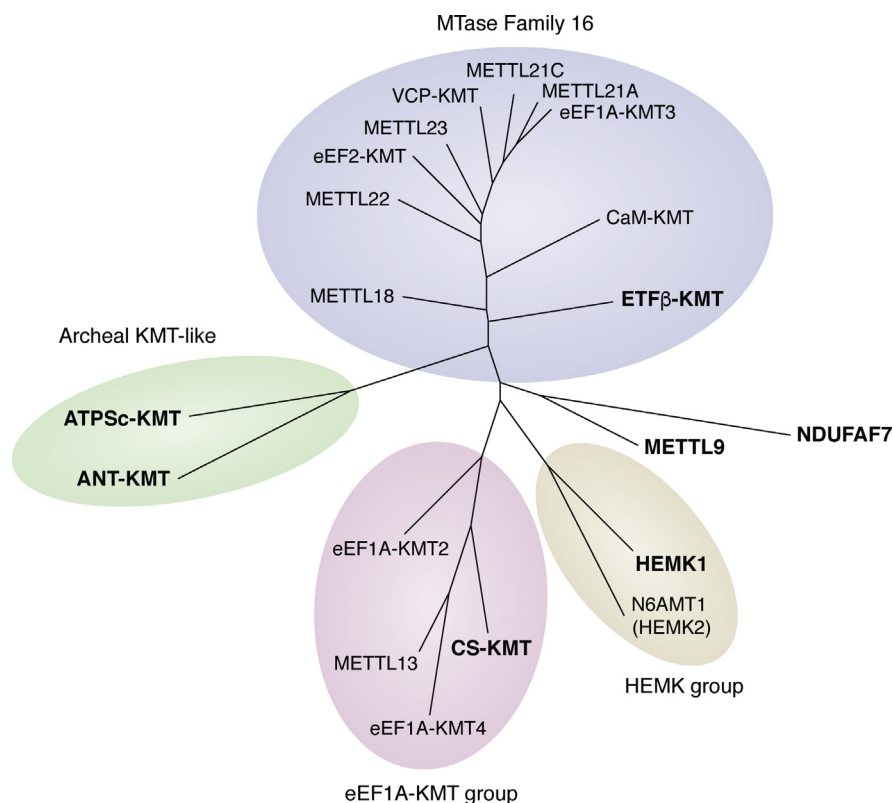 MTase Family 16
METTL21C
METTL21A
VCP-KMT
eEF1A-KMT3
METTL23
eEF2-KMT
METTL22
CaM-KMT
METTL18
ETFβ-KMT
Archeal KMT-like
ATPSc-KMT
NDUFAF7
METTL9
ANT-KMT
eEF1A-KMT2
HEMK1
N6AMT1
(HEMK2)
CS-KMT
METTL13
HEMK group
eEF1A-KMT4
eEF1A-KMT group